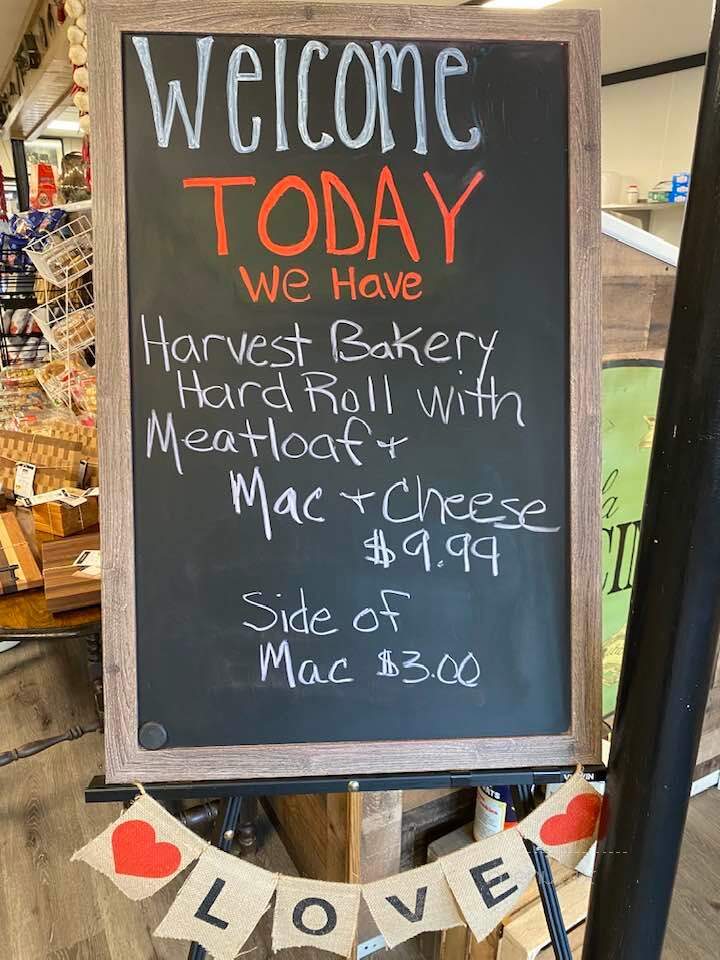 Welcome
TODAY
We Have
Harvest Bakery
Hard Roll with
Meatloaf +
Mac + Cheese
$9.99
Side of
Mac $3.00
LOVE